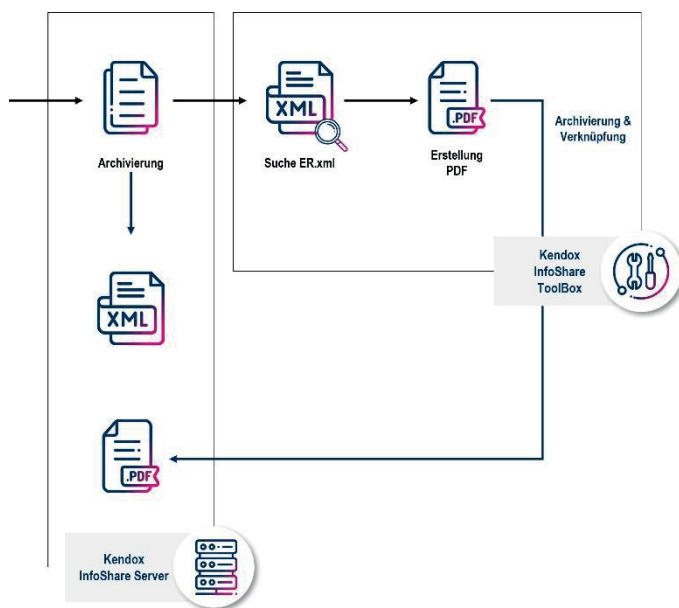 Archivierung
XML
Suche ER.xml
.PDF
Erstellung
PDF
Archivierung &
Verknüpfung
Kendox
InfoShare
ToolBox
XML
.PDF
Kendox
InfoShare Server